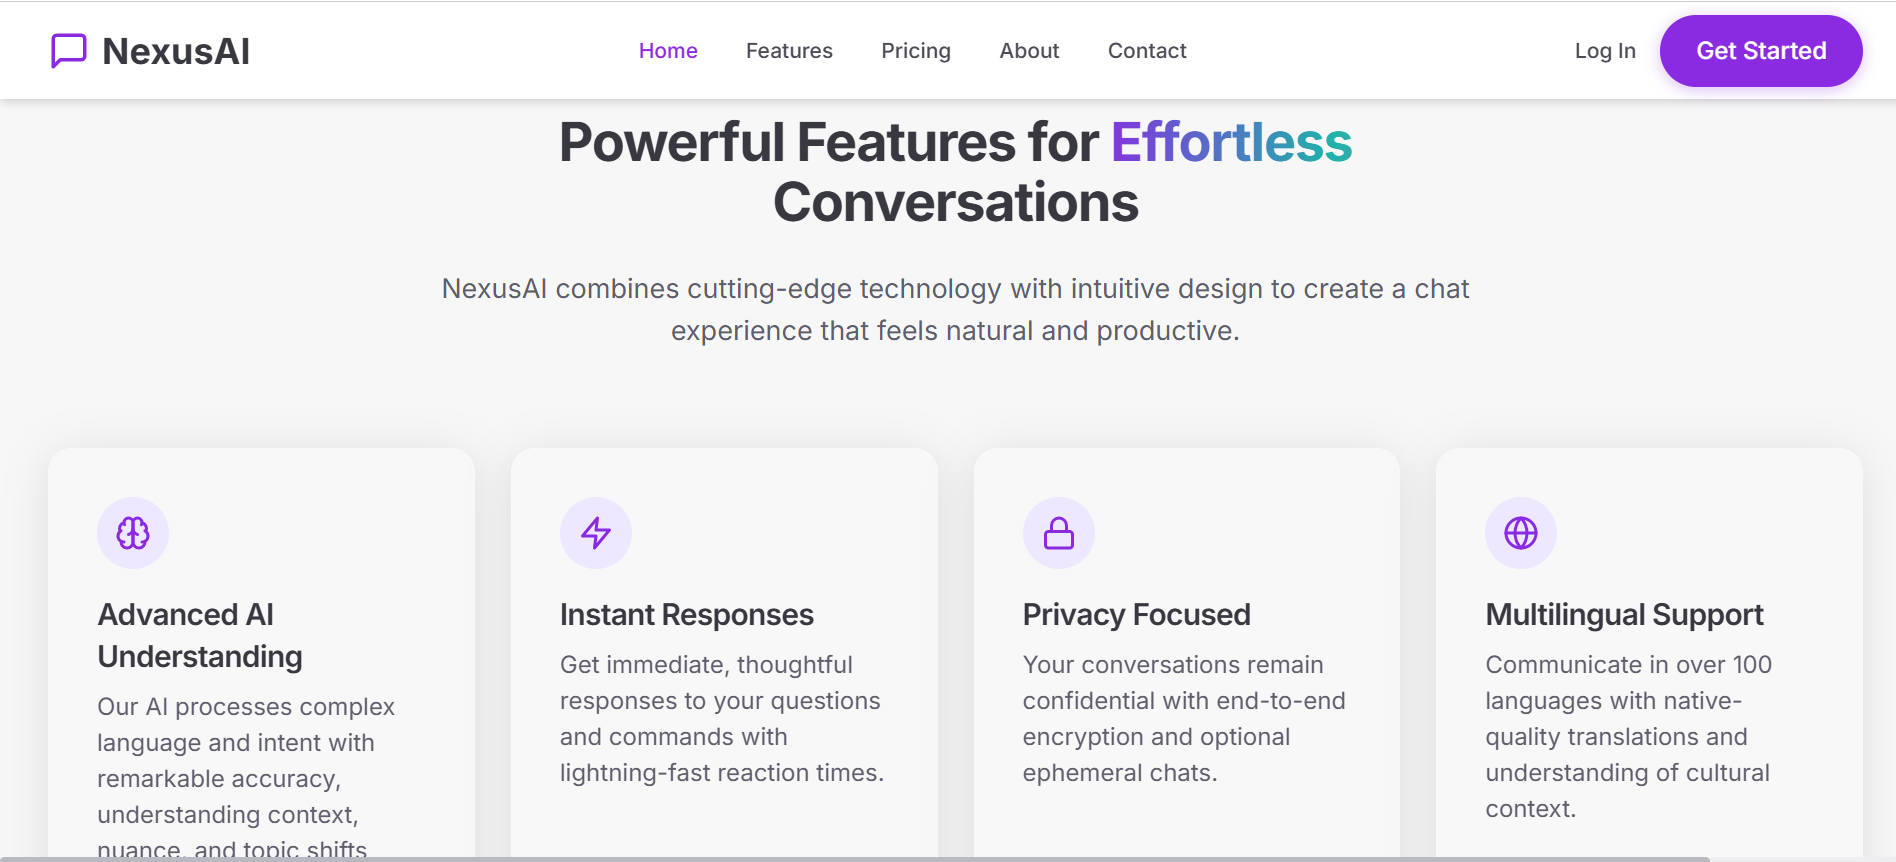 NexusAI
Home
Features
Pricing
About
Contact
Log In
Get Started
Powerful Features for Effortless
Conversations
NexusAI combines cutting-edge technology with intuitive design to create a chat
experience that feels natural and productive.
Advanced AI
Understanding
Our AI processes complex
language and intent with
remarkable accuracy,
understanding context,
nuance, and topic shifts
Instant Responses
Get immediate, thoughtful
responses to your questions
and commands with
lightning-fast reaction times.
Privacy Focused
Your conversations remain
confidential with end-to-end
encryption and optional
ephemeral chats.
Multilingual Support
Communicate in over 100
languages with native-
quality translations and
understanding of cultural
context.